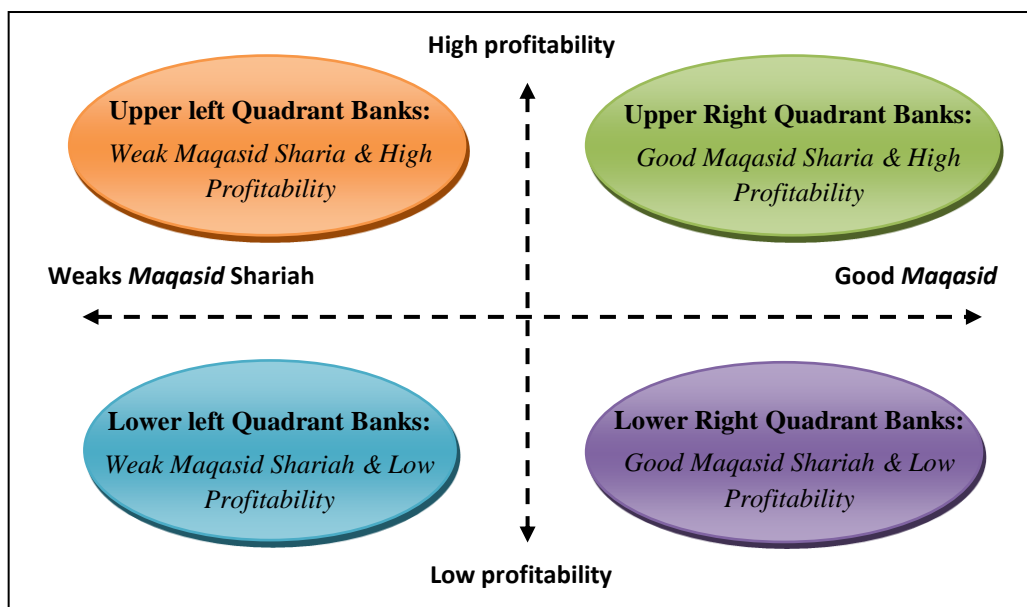 High profitability
Upper left Quadrant Banks:
Weak Maqasid Sharia & High
Profitability
Upper Right Quadrant Banks:
Good Maqasid Sharia & High
Profitability
Weaks Maqasid Shariah
Good Maqasid
Lower left Quadrant Banks:
Weak Maqasid Shariah & Low
Profitability
Lower Right Quadrant Banks:
Good Maqasid Shariah & Low
Profitability
Low profitability